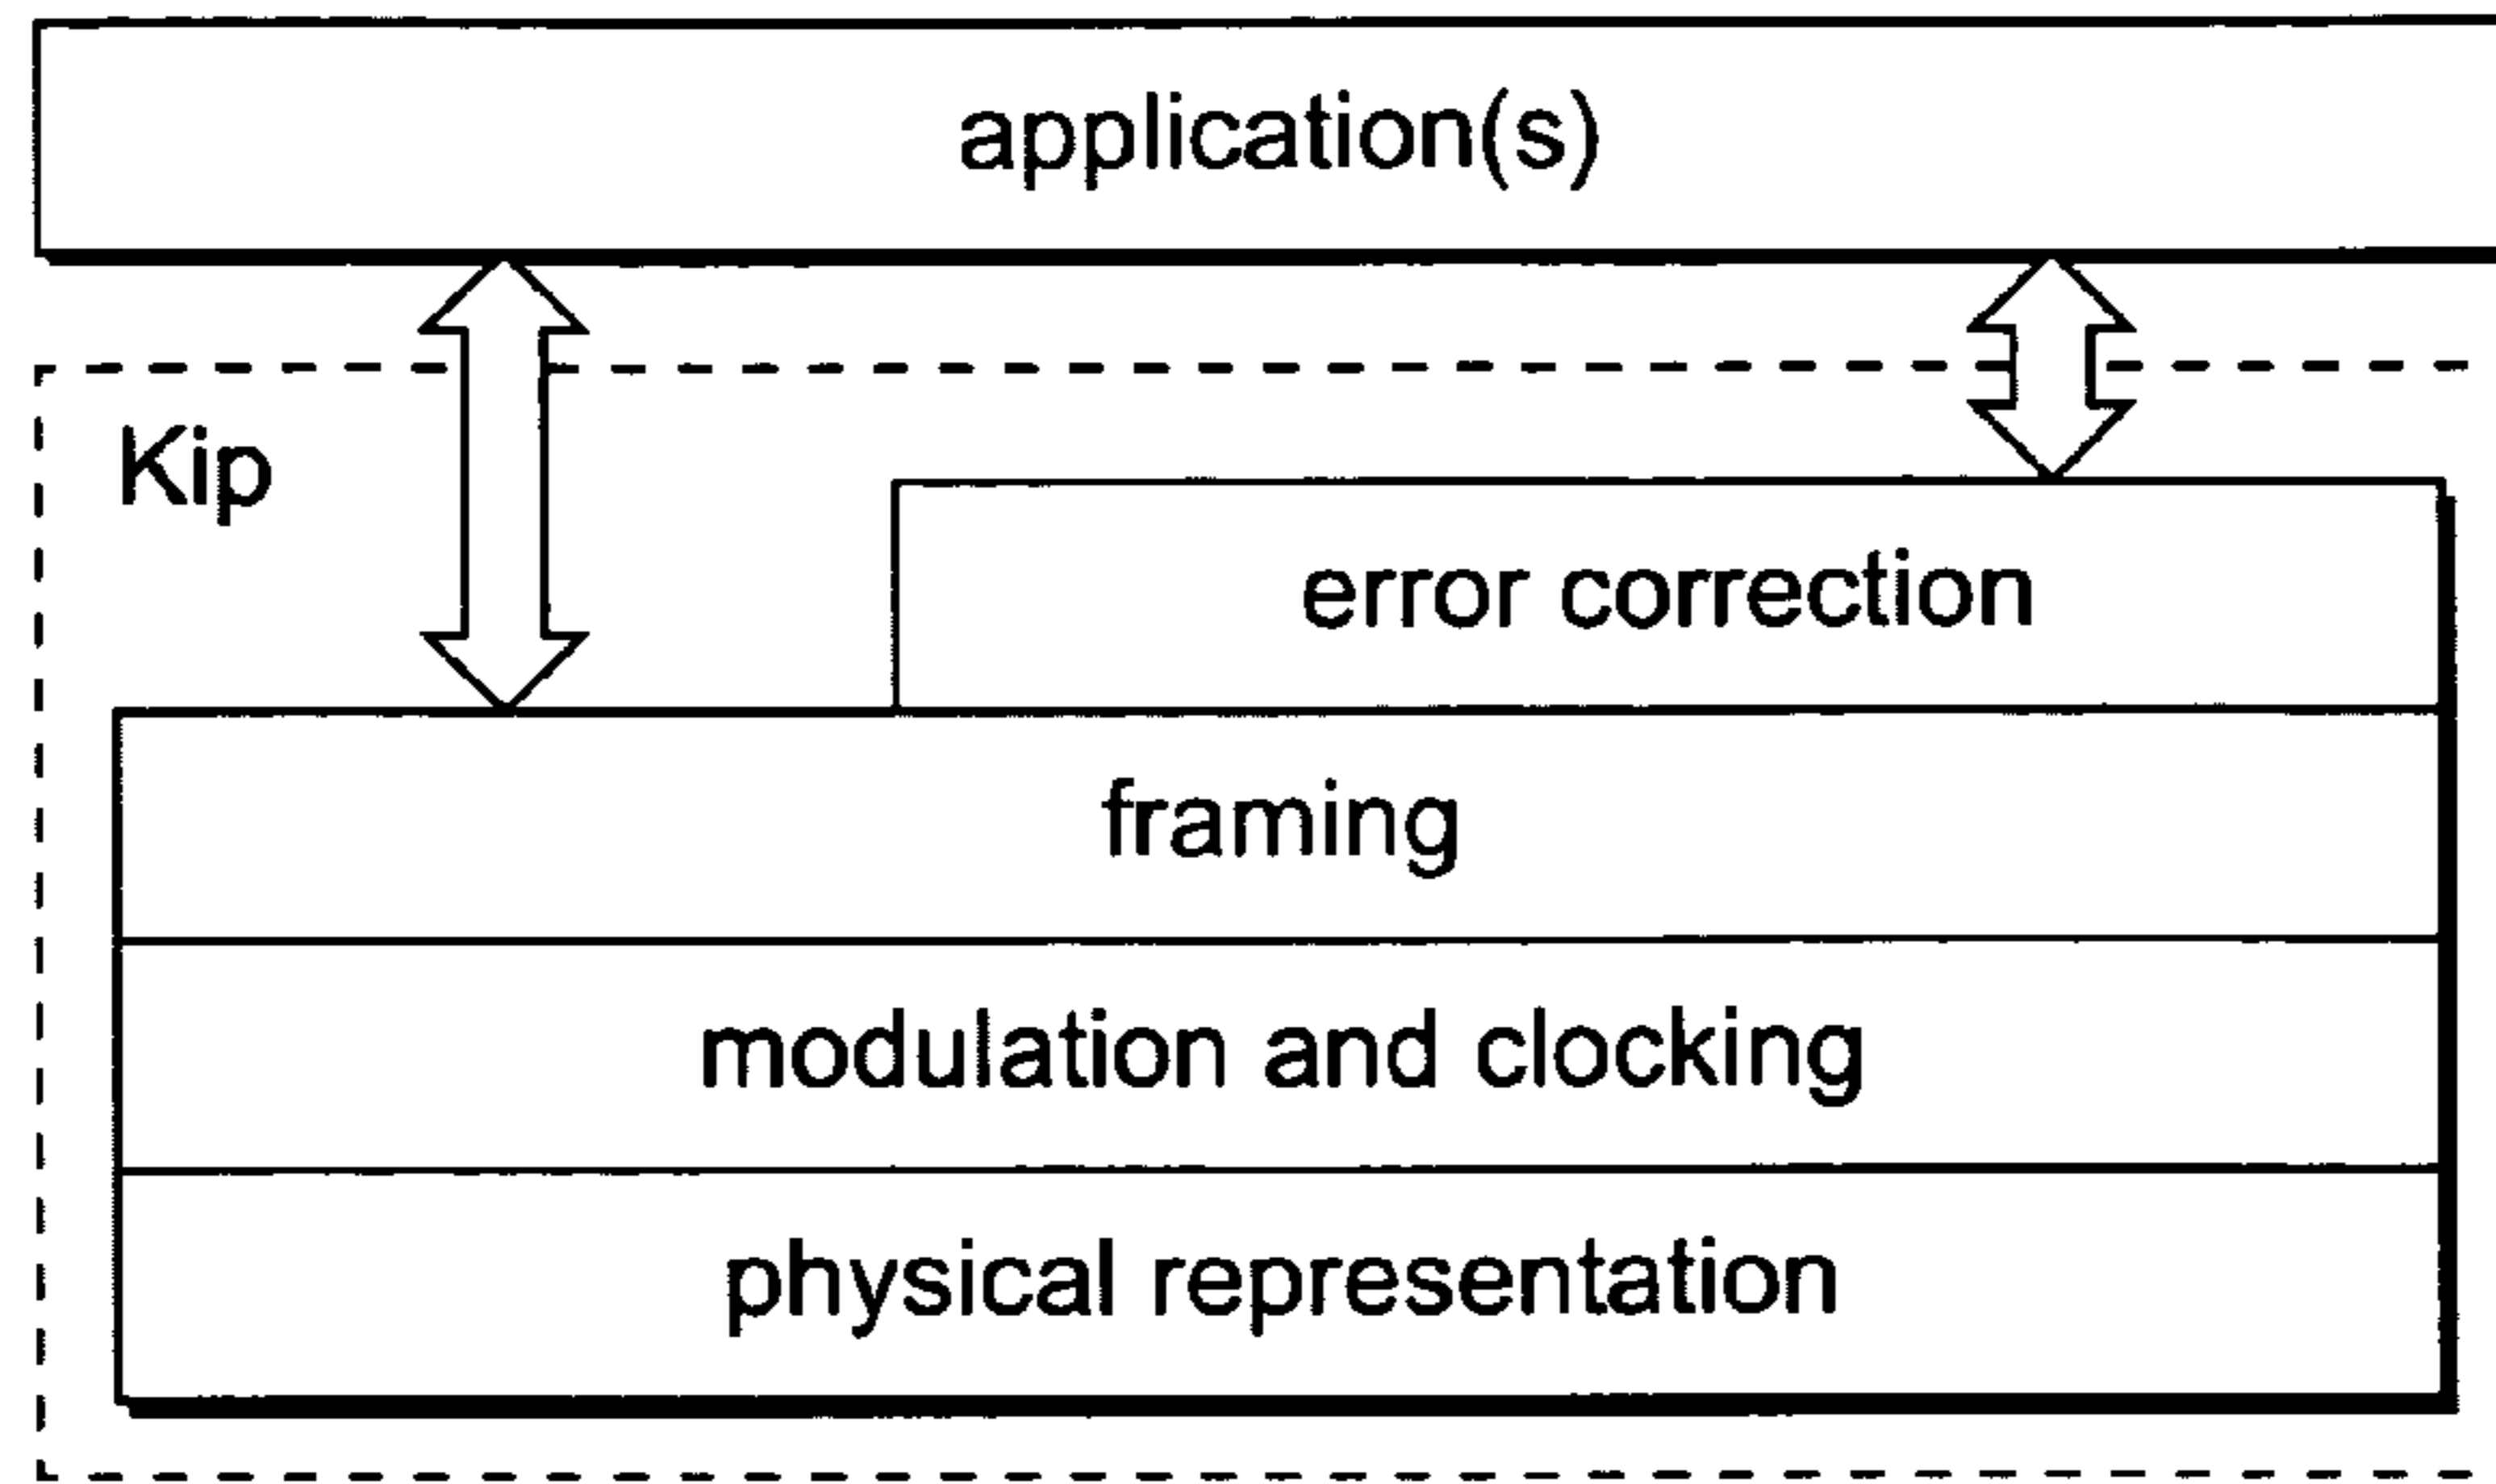 application(s)
Kip
error correction
framing
modulation and clocking
physical representation